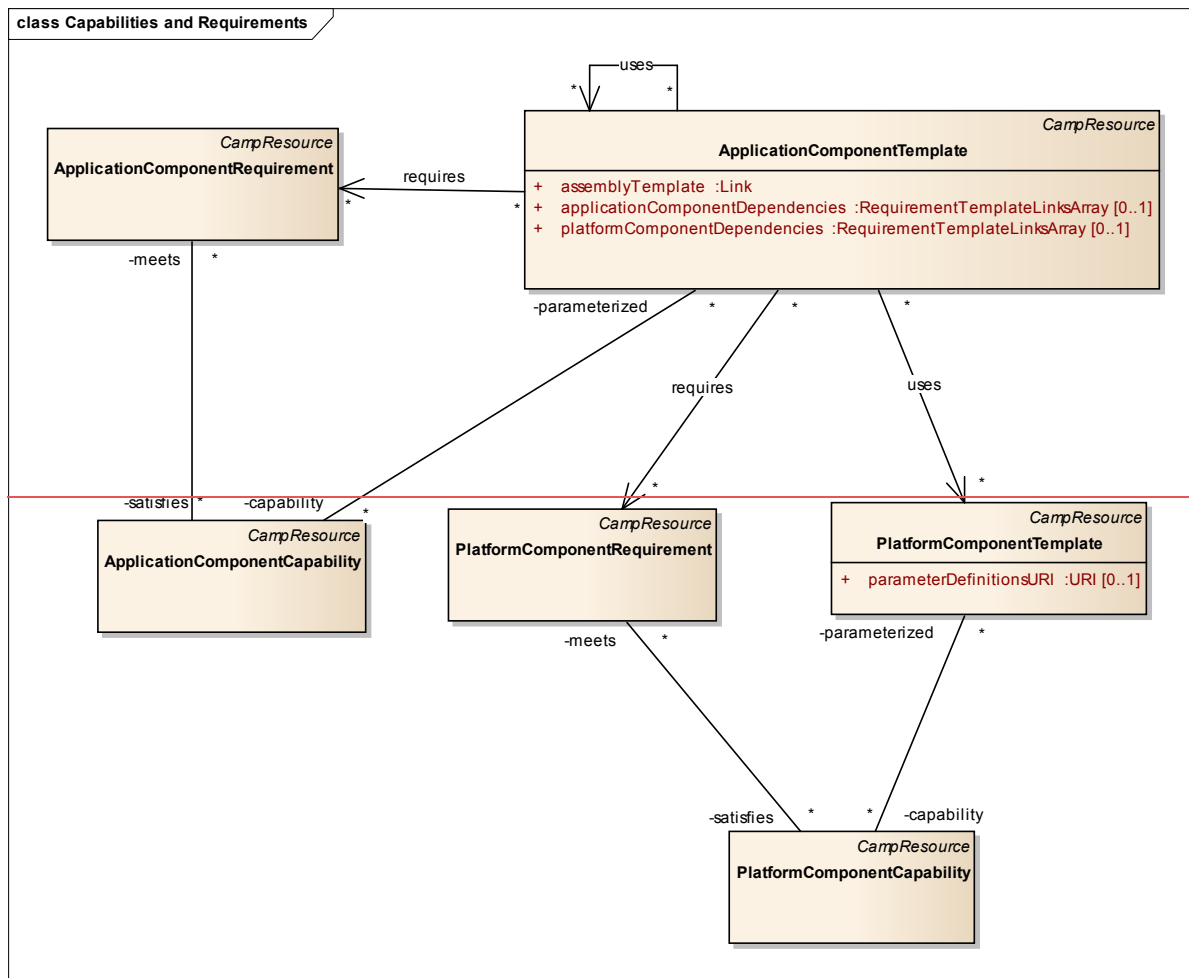 class Capabilities and Requirements
uses
*
*
CampResource
ApplicationComponentTemplate
+ assemblyTemplate :Link
+ applicationComponentDependencies :RequirementTemplateLinksArray [0..1]
+ platformComponentDependencies :RequirementTemplateLinksArray [0..1]
CampResource
ApplicationComponentRequirement
requires
*
*
-meets
*
-parameterized
*
*
*
requires
uses
-satisfies
*
-capability
*
*
*
CampResource
ApplicationComponentCapability
CampResource
PlatformComponentRequirement
CampResource
PlatformComponentTemplate
+ parameterDefinitionsURI :URI [0..1]
-meets
*
-parameterized
*
-satisfies
*
*
-capability
CampResource
PlatformComponentCapability